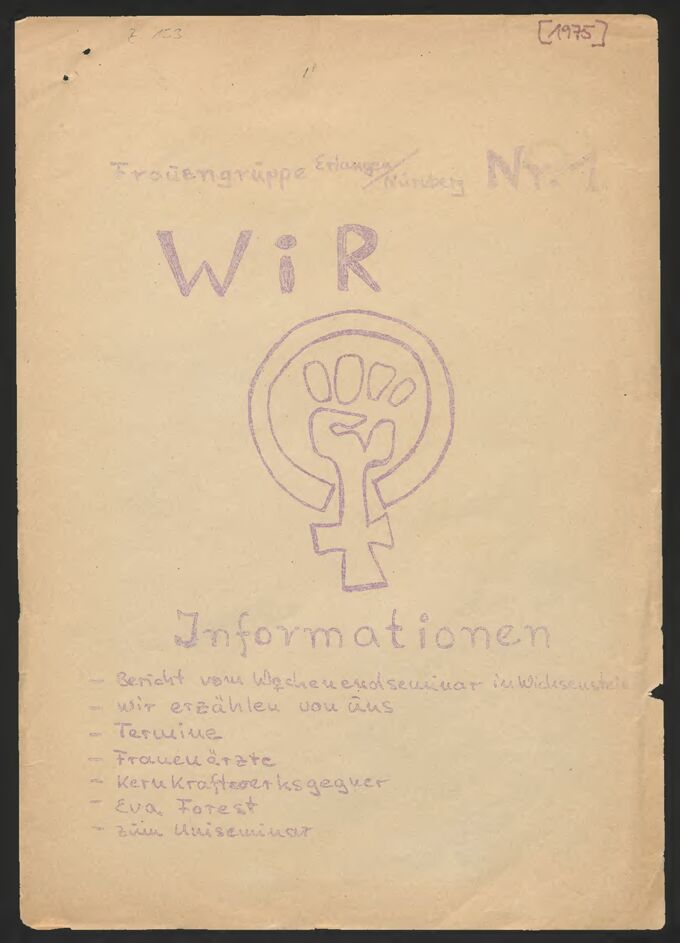 Z 153
[1975]
Frauengruppe Erlangen/Nürnberg Nr. 1
WiR
Informationen
- Bericht vom Wochenendseminar in Wichsenstein
- wir erzählen von uns
- Termine
- Frauenärzte
- Kernkraftwerksgegner
- Eva Forest
- zum Uniseminar